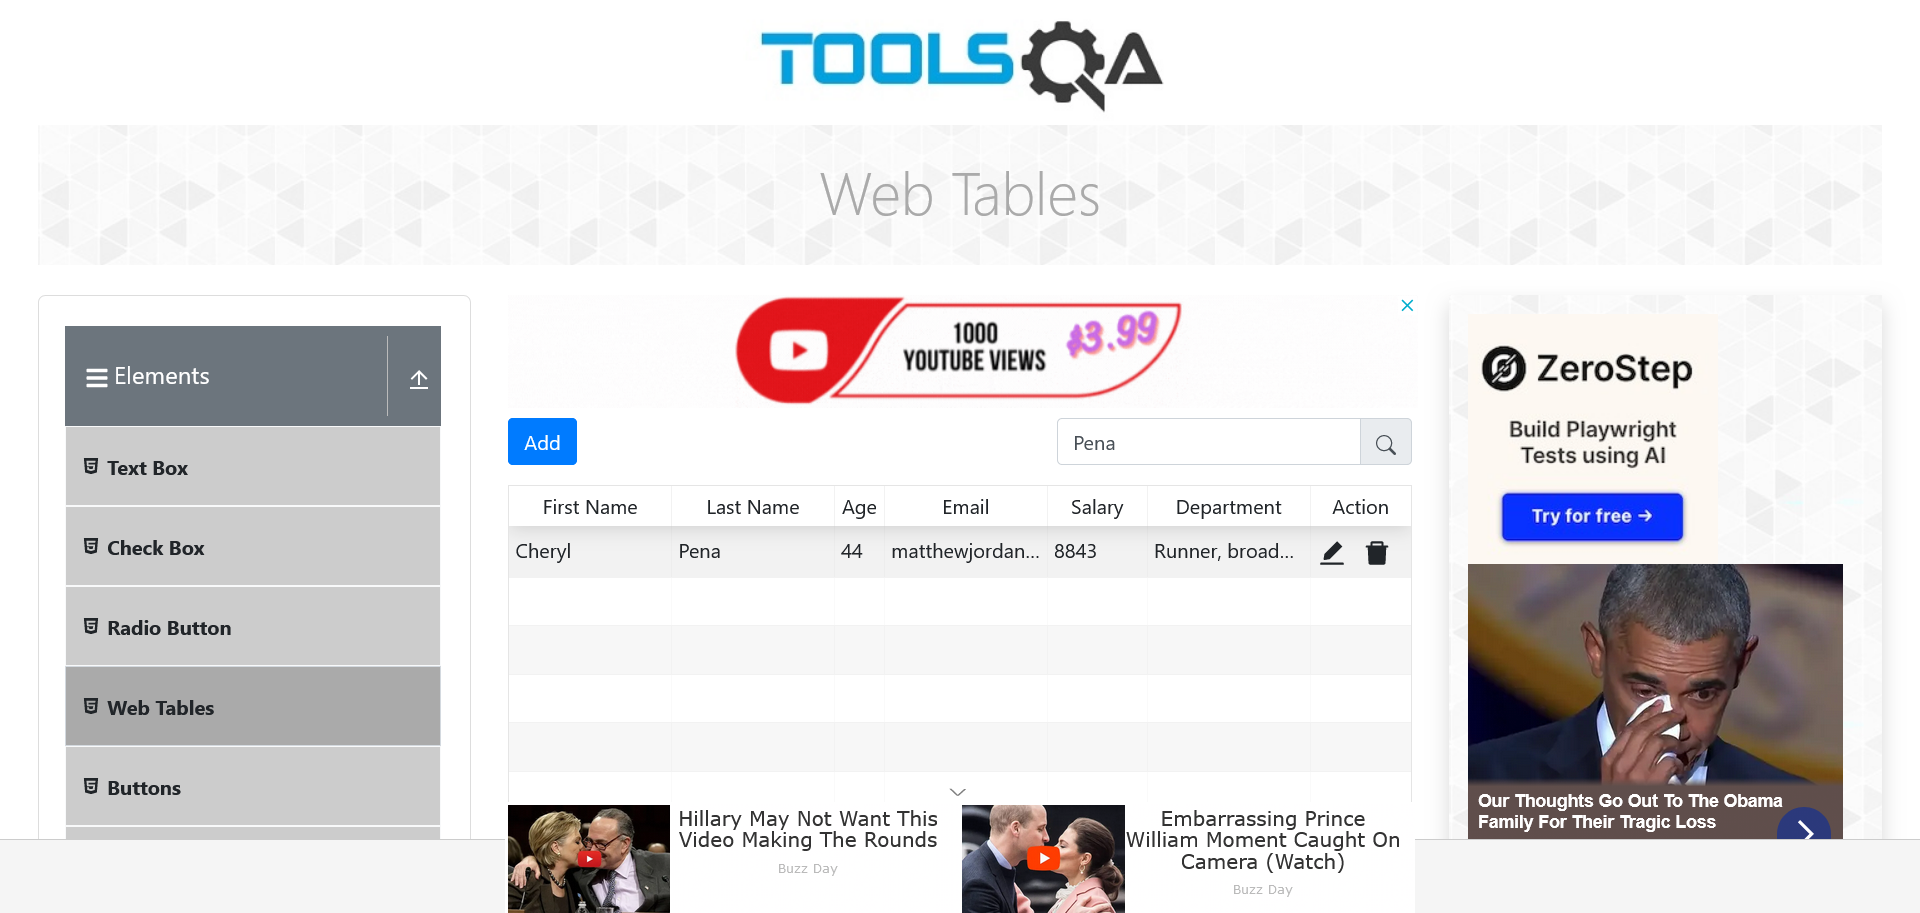 TOOLSQA
Web Tables
Elements
Text Box
Check Box
Radio Button
Web Tables
Buttons
1000
YOUTUBE VIEWS
$3.99
Add
Pena
First Name Last Name Age Email Salary Department Action
Cheryl Pena 44 matthewjordan... 8843 Runner, broad...
Hillary May Not Want This
Video Making The Rounds
Buzz Day
Embarrassing Prince
William Moment Caught On
Camera (Watch)
Buzz Day
ZeroStep
Build Playwright
Tests using AI
Try for free →
Our Thoughts Go Out To The Obama
Family For Their Tragic Loss